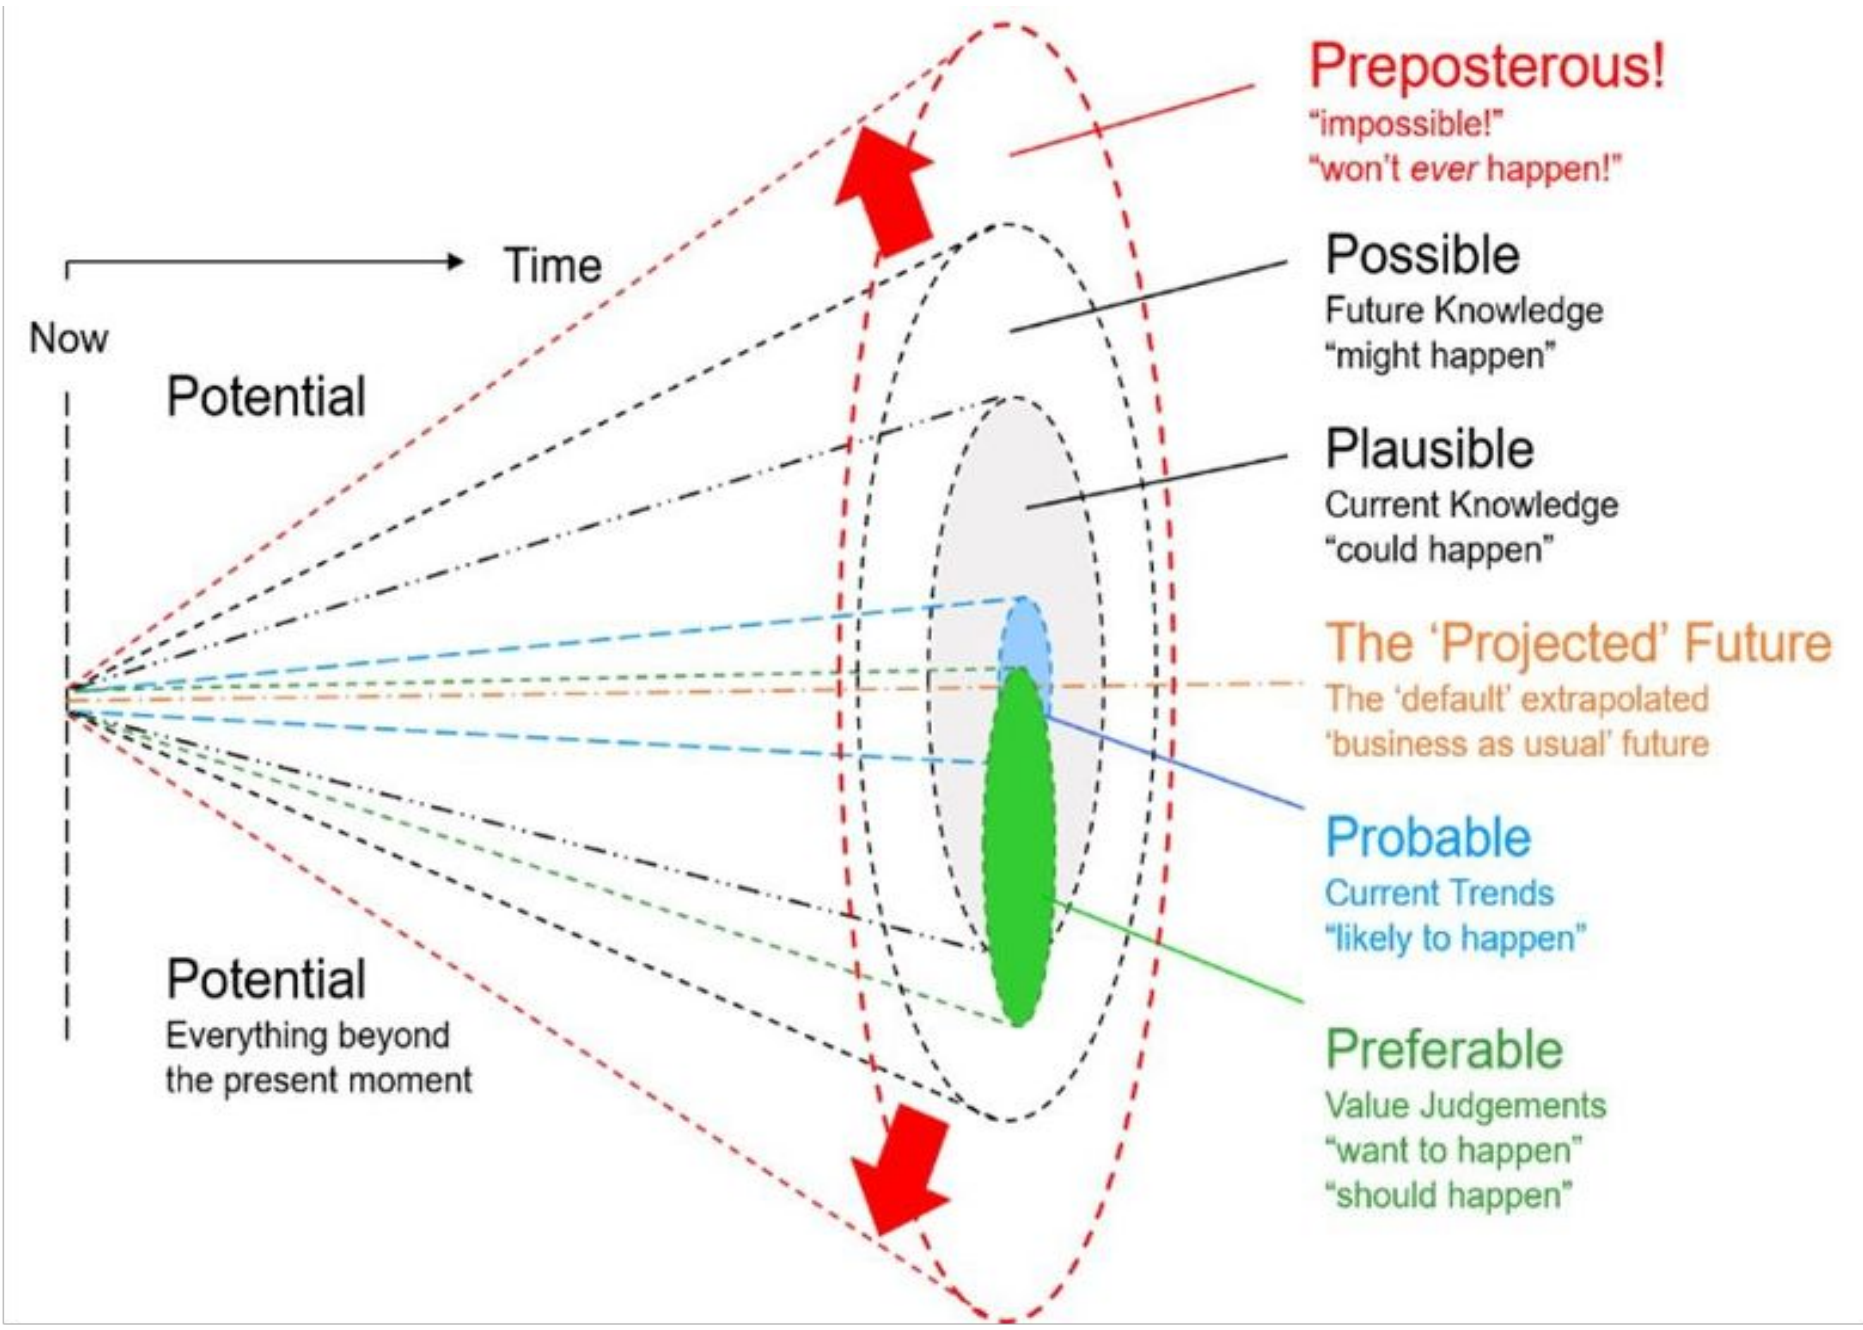 Preposterous!
“impossible!”
“won’t ever happen!”
Time
Now
Potential
Possible
Future Knowledge
“might happen”
Plausible
Current Knowledge
“could happen”
The ‘Projected’ Future
The ‘default’ extrapolated
‘business as usual’ future
Probable
Current Trends
“likely to happen”
Potential
Everything beyond
the present moment
Preferable
Value Judgements
“want to happen”
“should happen”